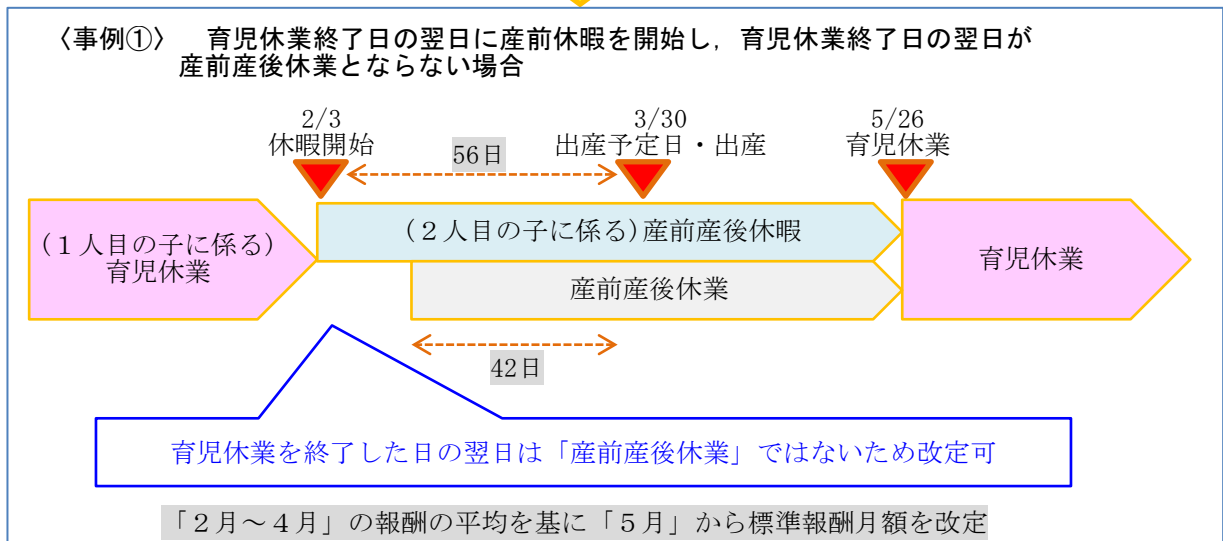 〈事例①〉 育児休業終了日の翌日に産前休暇を開始し，育児休業終了日の翌日が
産前産後休業とならない場合
2/3
休暇開始
56日
3/30
出産予定日・出産
5/26
育児休業
(１人目の子に係る)
育児休業
(２人目の子に係る)産前産後休暇
産前産後休業
育児休業
42日
育児休業を終了した日の翌日は「産前産後休業」ではないため改定可
「２月～４月」の報酬の平均を基に「５月」から標準報酬月額を改定